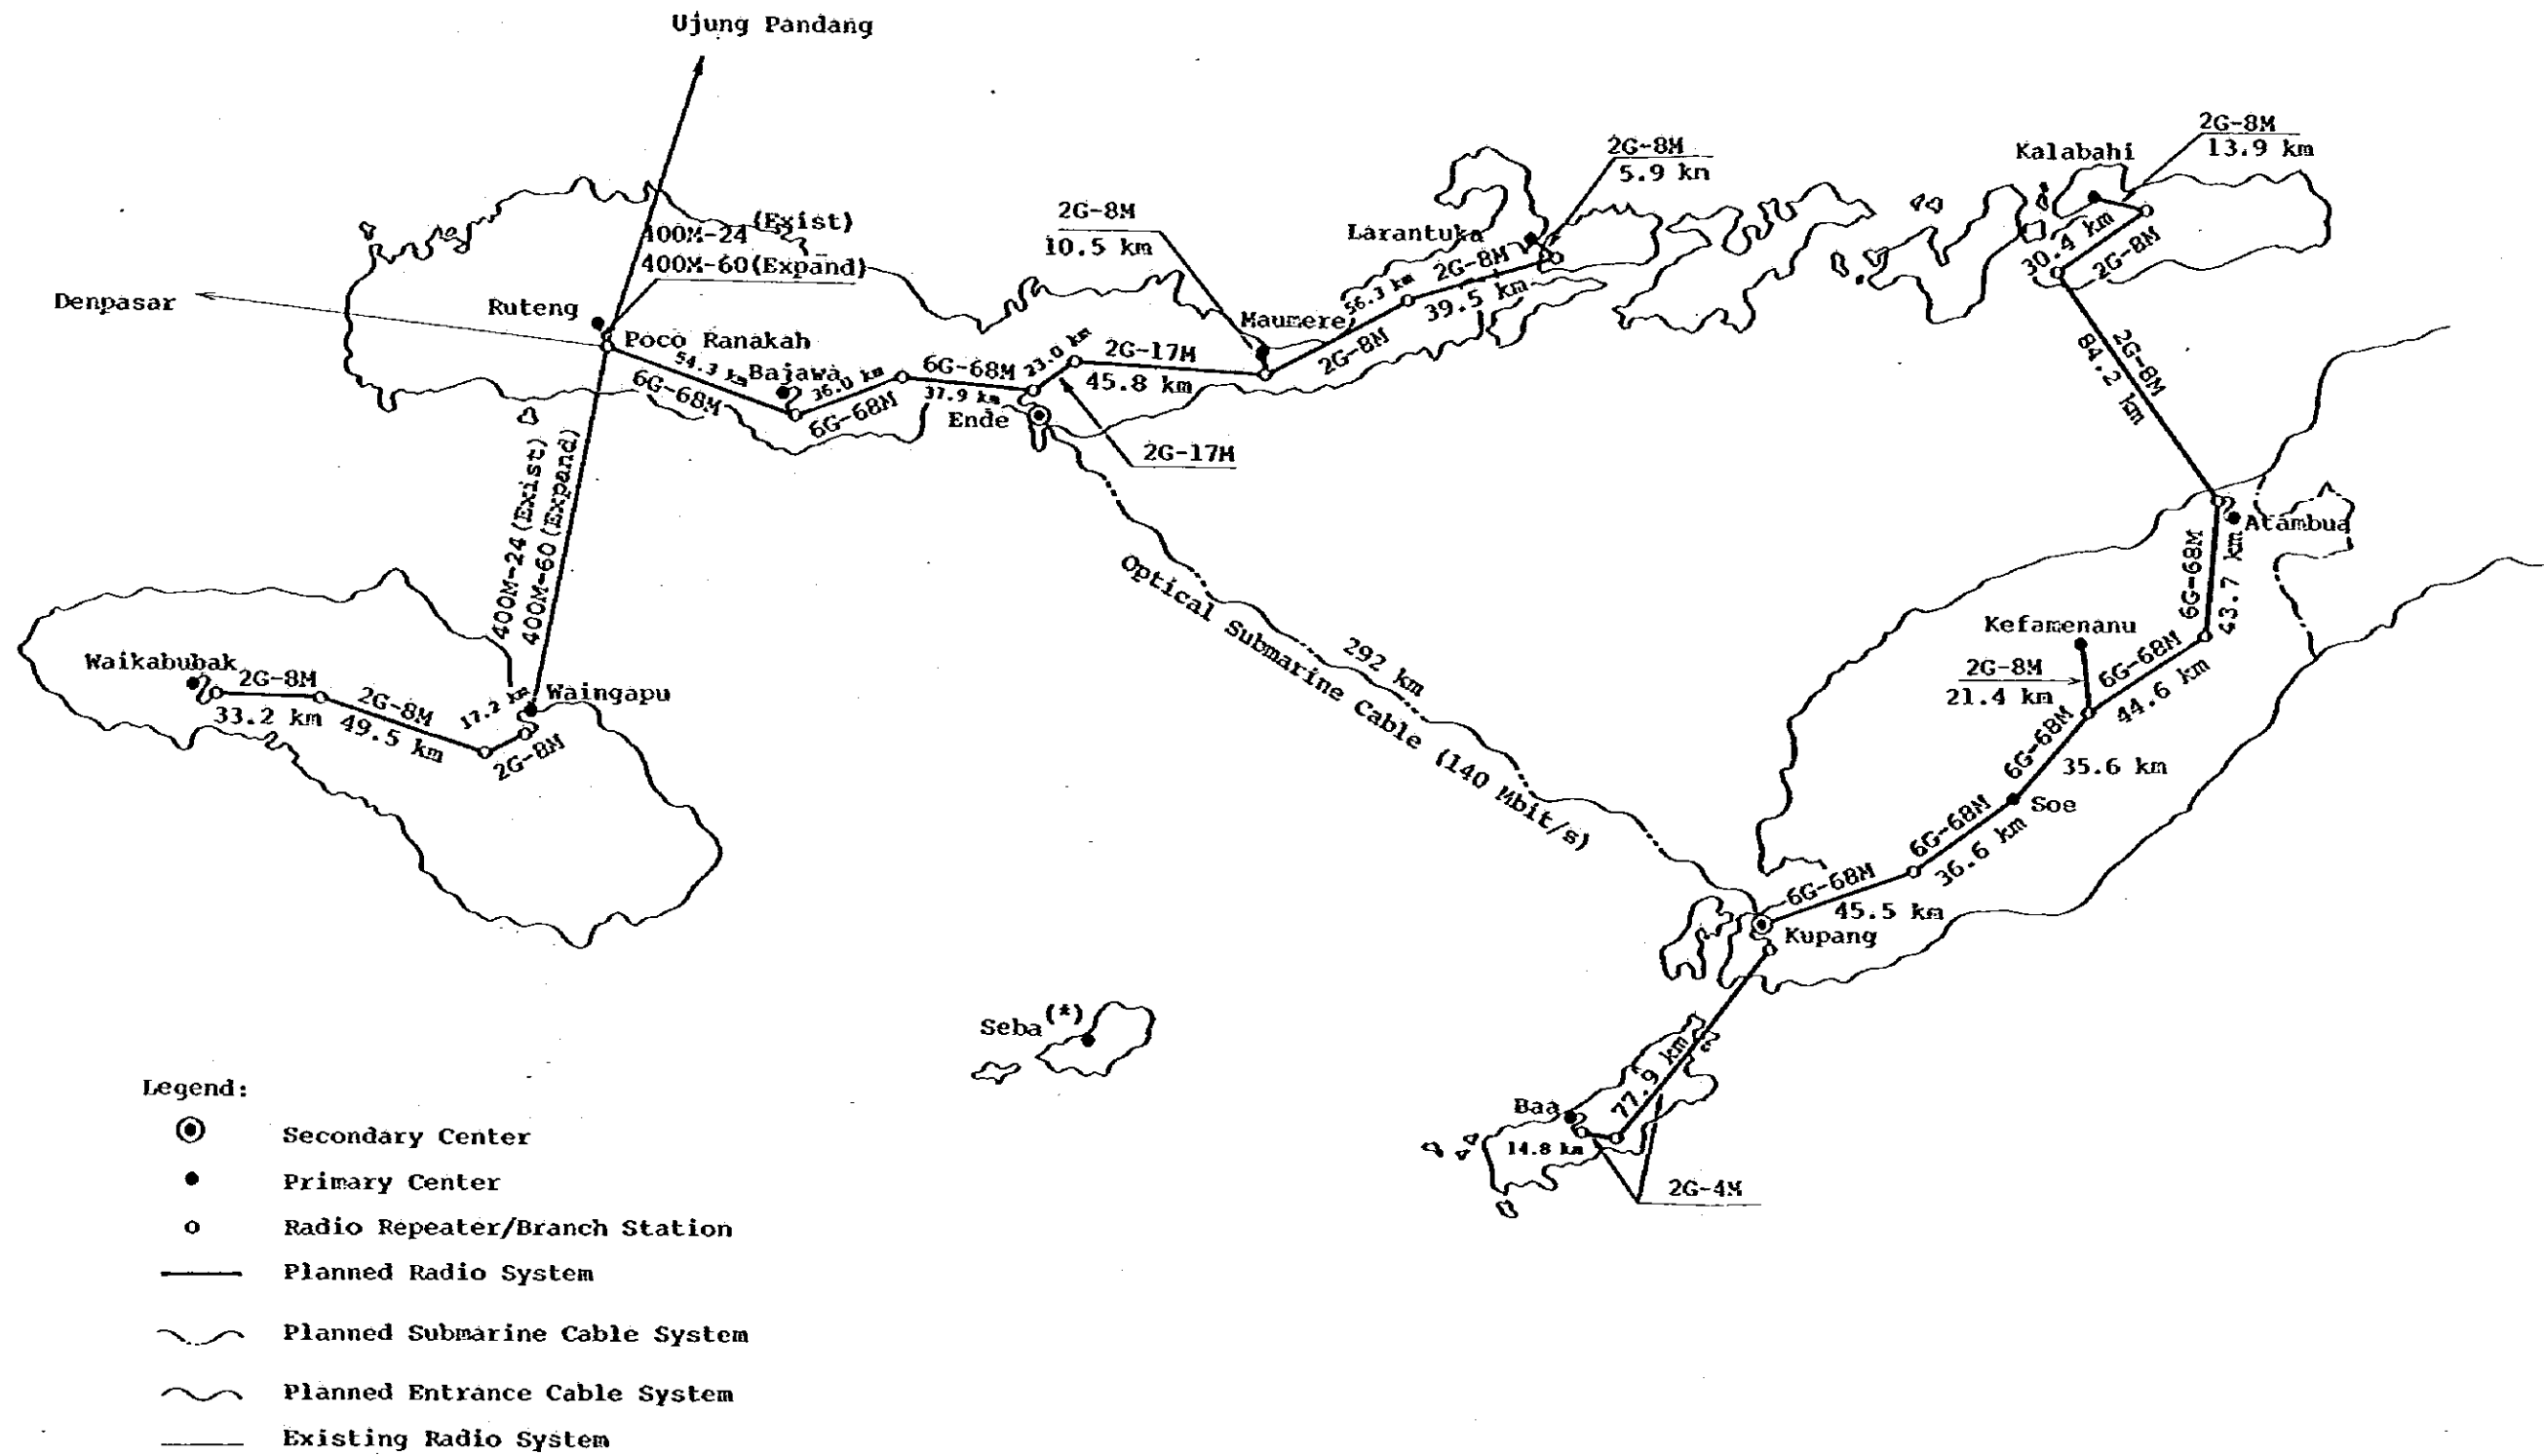 Ujung Pandang
2G-8M
13.9 km
Kalabahi
2G-8M
5.9 km
30.4 km
2G-8M
(Exist)
400M-24
400M-60(Expand)
2G-8M
10.5 km
Larantuka
2G-8M
56.3 km
39.5 km
2G-8M
Denpasar
Ruteng
Poco Ranakah
54.3 km
6G-68M
Bajawa
36.0 km
6G-68M
6G-68M
37.9 km
23.0 km
2G-17M
45.8 km
Maumere
Ende
2G-17M
2G-8M
84.2 km
Atambua
400M-24(Exist)
400M-60(Expand)
Optical Submarine Cable (140 Mbit/s)
292 km
6G-68M
43.7 km
Kefamenanu
2G-8M
21.4 km
6G-68M
44.6 km
6G-68M
35.6 km
Soe
6G-68M
36.6 km
6G-68M
45.5 km
Kupang
Waikabubak
2G-8M
33.2 km
2G-8M
49.5 km
17.2 km
2G-8M
Waingapu
Seba(*)
77.9 km
Baa
14.8 km
2G-4M
Legend:
Secondary Center
Primary Center
Radio Repeater/Branch Station
Planned Radio System
Planned Submarine Cable System
Planned Entrance Cable System
Existing Radio System